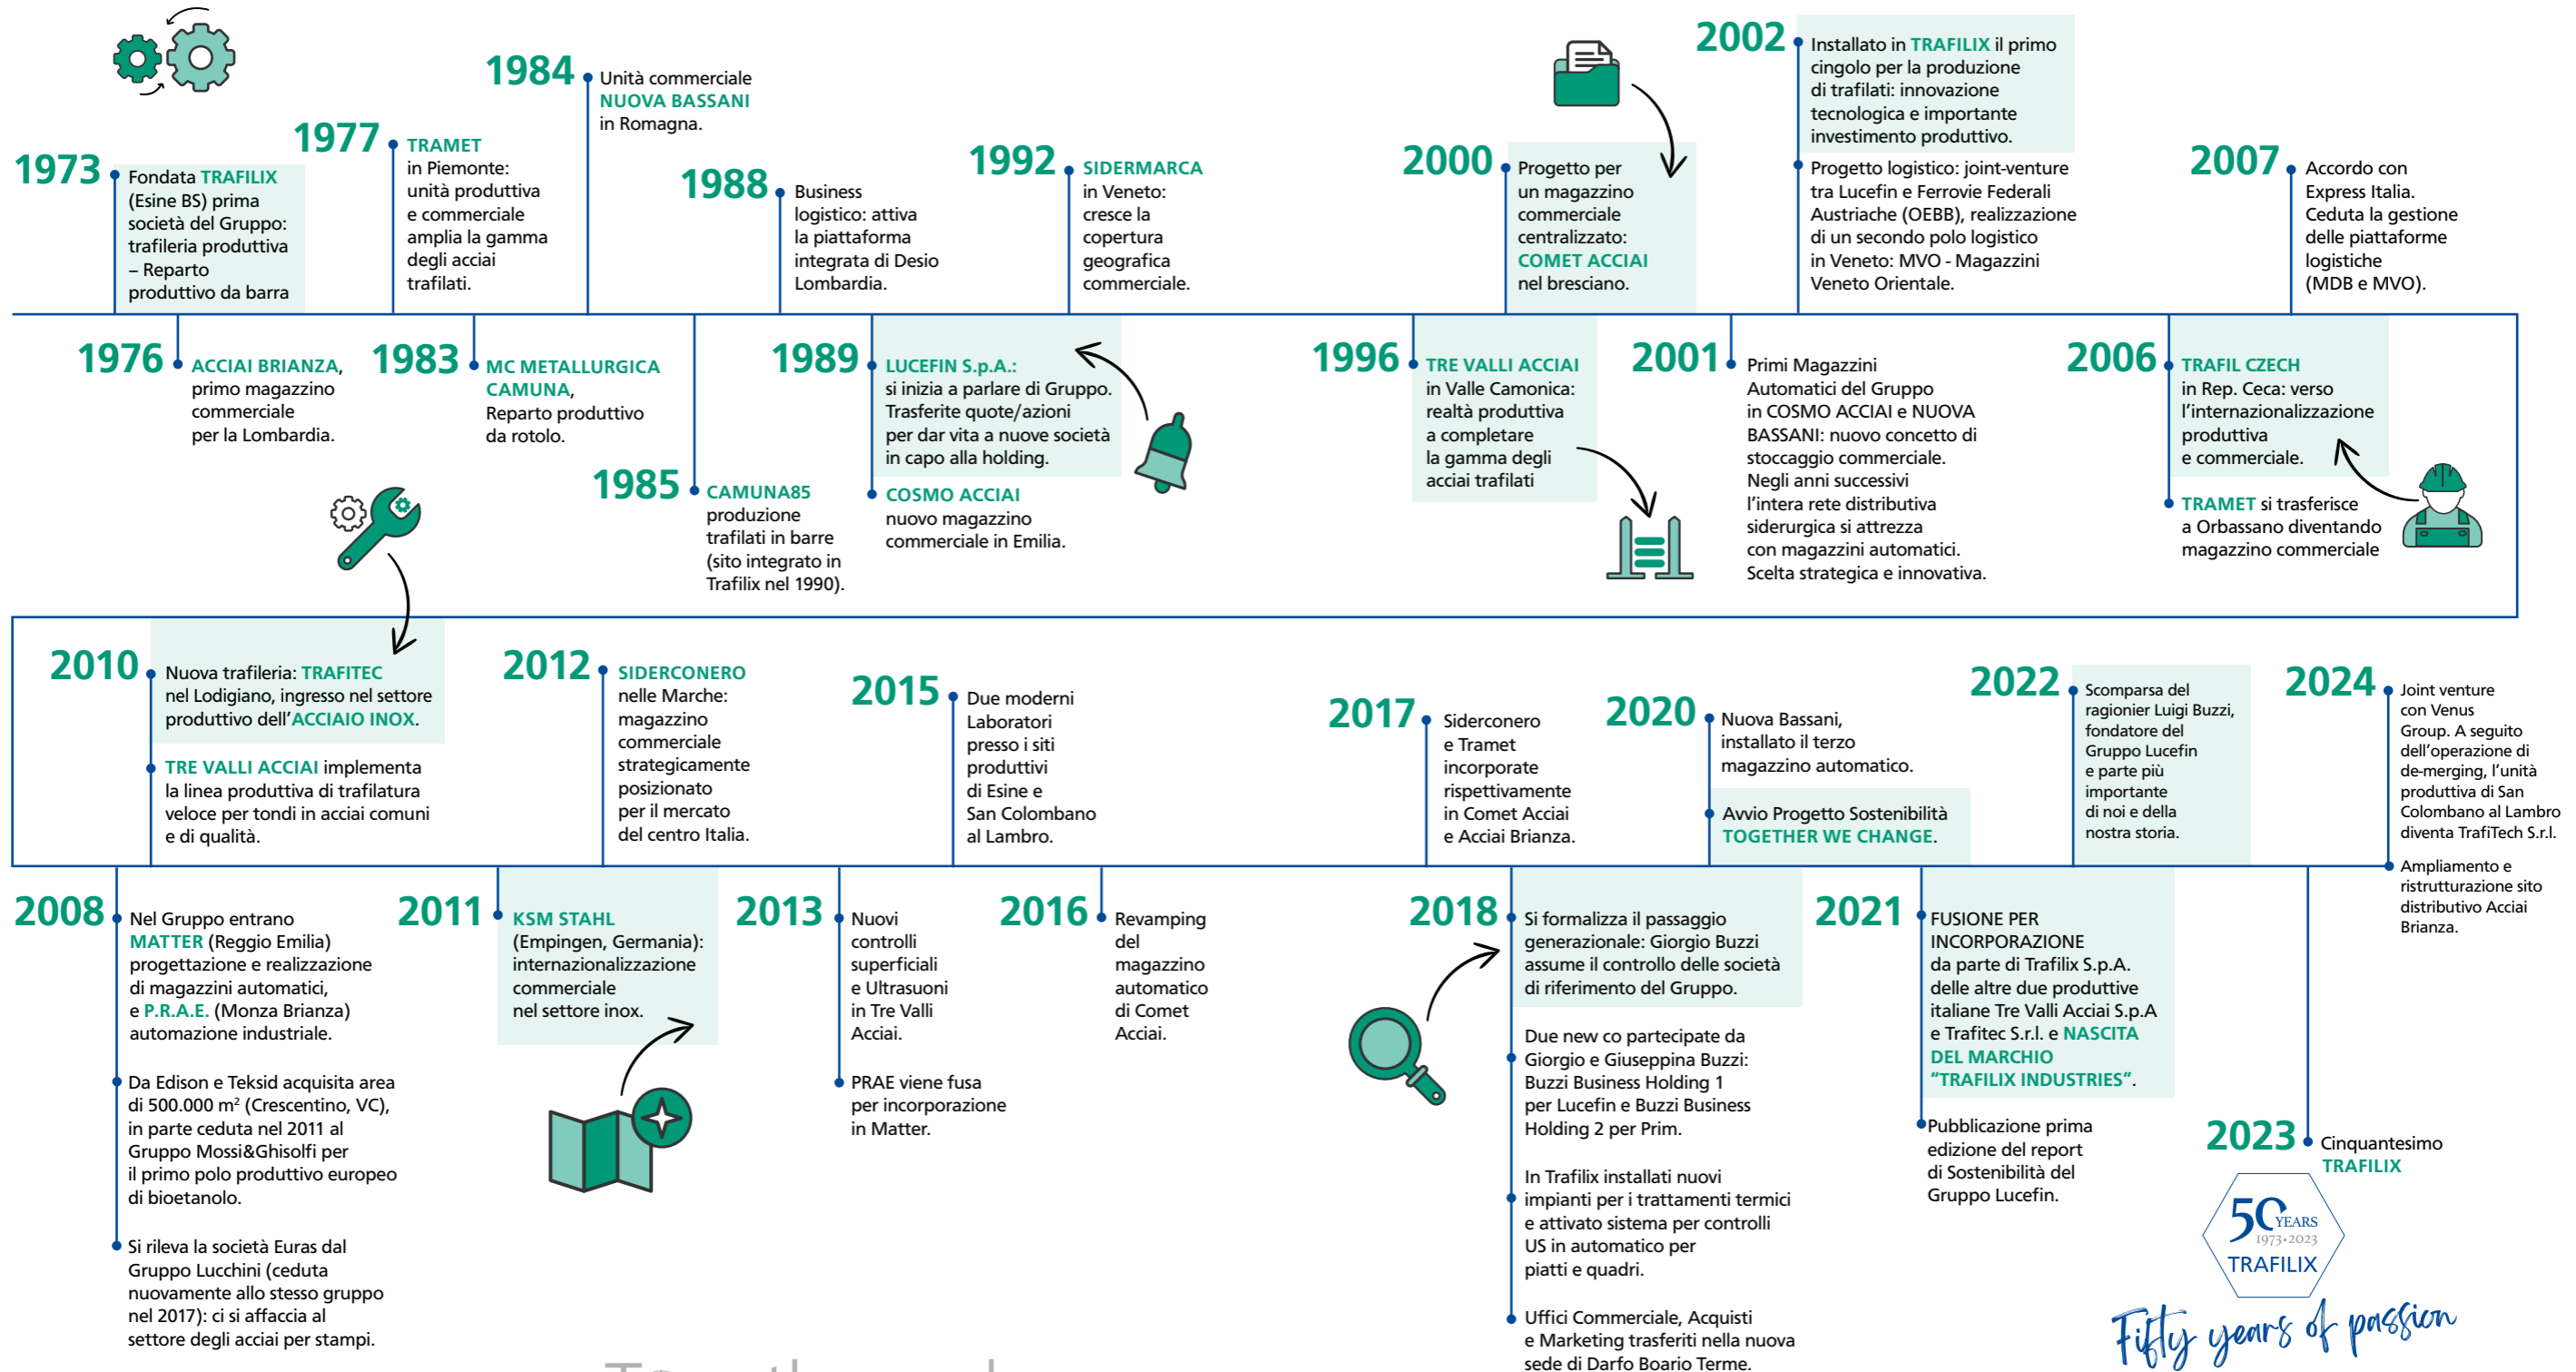 1973
Fondata TRAFILIX
(Esine BS) prima
società del Gruppo:
trafileria produttiva
– Reparto
produttivo da barra
1976
ACCIAI BRIANZA,
primo magazzino
commerciale
per la Lombardia.
1977
TRAMET
in Piemonte:
unità produttiva
e commerciale
amplia la gamma
degli acciai
trafilati.
1983
MC METALLURGICA
CAMUNA,
Reparto produttivo
da rotolo.
1984
Unità commerciale
NUOVA BASSANI
in Romagna.
1985
CAMUNA85
produzione
trafilati in barre
(sito integrato in
Trafilix nel 1990).
1988
Business
logistico: attiva
la piattaforma
integrata di Desio
Lombardia.
1989
LUCEFIN S.p.A.:
si inizia a parlare di Gruppo.
Trasferite quote/azioni
per dar vita a nuove società
in capo alla holding.
COSMO ACCIAI
nuovo magazzino
commerciale in Emilia.
1992
SIDERMARCA
in Veneto:
cresce la
copertura
geografica
commerciale.
1996
TRE VALLI ACCIAI
in Valle Camonica:
realtà produttiva
a completare
la gamma degli
acciai trafilati
2000
Progetto per
un magazzino
commerciale
centralizzato:
COMET ACCIAI
nel bresciano.
2001
Primi Magazzini
Automatici del Gruppo
in COSMO ACCIAI e NUOVA
BASSANI: nuovo concetto di
stoccaggio commerciale.
Negli anni successivi
l’intera rete distributiva
siderurgica si attrezza
con magazzini automatici.
Scelta strategica e innovativa.
2002
Installato in TRAFILIX il primo
cingolo per la produzione
di trafilati: innovazione
tecnologica e importante
investimento produttivo.
Progetto logistico: joint-venture
tra Lucefin e Ferrovie Federali
Austriache (OEBB), realizzazione
di un secondo polo logistico
in Veneto: MVO - Magazzini
Veneto Orientale.
2006
TRAFIL CZECH
in Rep. Ceca: verso
l’internazionalizzazione
produttiva
e commerciale.
TRAMET si trasferisce
a Orbassano diventando
magazzino commerciale
2007
Accordo con
Express Italia.
Ceduta la gestione
delle piattaforme
logistiche
(MDB e MVO).
2008
Nel Gruppo entrano
MATTER (Reggio Emilia)
progettazione e realizzazione
di magazzini automatici,
e P.R.A.E. (Monza Brianza)
automazione industriale.
Da Edison e Teksid acquisita area
di 500.000 m² (Crescentino, VC),
in parte ceduta nel 2011 al
Gruppo Mossi&Ghisolfi per
il primo polo produttivo europeo
di bioetanolo.
Si rileva la società Euras dal
Gruppo Lucchini (ceduta
nuovamente allo stesso gruppo
nel 2017): ci si affaccia al
settore degli acciai per stampi.
2010
Nuova trafileria: TRAFITEC
nel Lodigiano, ingresso nel settore
produttivo dell’ACCIAIO INOX.
TRE VALLI ACCIAI implementa
la linea produttiva di trafilatura
veloce per tondi in acciai comuni
e di qualità.
2011
KSM STAHL
(Empingen, Germania):
internazionalizzazione
commerciale
nel settore inox.
2012
SIDERCONERO
nelle Marche:
magazzino
commerciale
strategicamente
posizionato
per il mercato
del centro Italia.
2013
Nuovi
controlli
superficiali
e Ultrasuoni
in Tre Valli
Acciai.
PRAE viene fusa
per incorporazione
in Matter.
2015
Due moderni
Laboratori
presso i siti
produttivi
di Esine e
San Colombano
al Lambro.
2016
Revamping
del
magazzino
automatico
di Comet
Acciai.
2017
Siderconero
e Tramet
incorporate
rispettivamente
in Comet Acciai
e Acciai Brianza.
2018
Si formalizza il passaggio
generazionale: Giorgio Buzzi
assume il controllo delle società
di riferimento del Gruppo.
Due new co partecipate da
Giorgio e Giuseppina Buzzi:
Buzzi Business Holding 1
per Lucefin e Buzzi Business
Holding 2 per Prim.
In Trafilix installati nuovi
impianti per i trattamenti termici
e attivato sistema per controlli
US in automatico per
piatti e quadri.
Uffici Commerciale, Acquisti
e Marketing trasferiti nella nuova
sede di Darfo Boario Terme.
2020
Nuova Bassani,
installato il terzo
magazzino automatico.
Avvio Progetto Sostenibilità
TOGETHER WE CHANGE.
2021
FUSIONE PER
INCORPORAZIONE
da parte di Trafilix S.p.A.
delle altre due produttive
italiane Tre Valli Acciai S.p.A
e Trafitec S.r.l. e NASCITA
DEL MARCHIO
“TRAFILIX INDUSTRIES”.
Pubblicazione prima
edizione del report
di Sostenibilità del
Gruppo Lucefin.
2022
Scomparsa del
ragionier Luigi Buzzi,
fondatore del
Gruppo Lucefin
e parte più
importante
di noi e della
nostra storia.
2023
Cinquantesimo
TRAFILIX
50 YEARS
1973•2023
TRAFILIX
Fifty years of passion
2024
Joint venture
con Venus
Group. A seguito
dell’operazione di
de-merging, l’unità
produttiva di San
Colombano al Lambro
diventa TrafiTech S.r.l.
Ampliamento e
ristrutturazione sito
distributivo Acciai
Brianza.